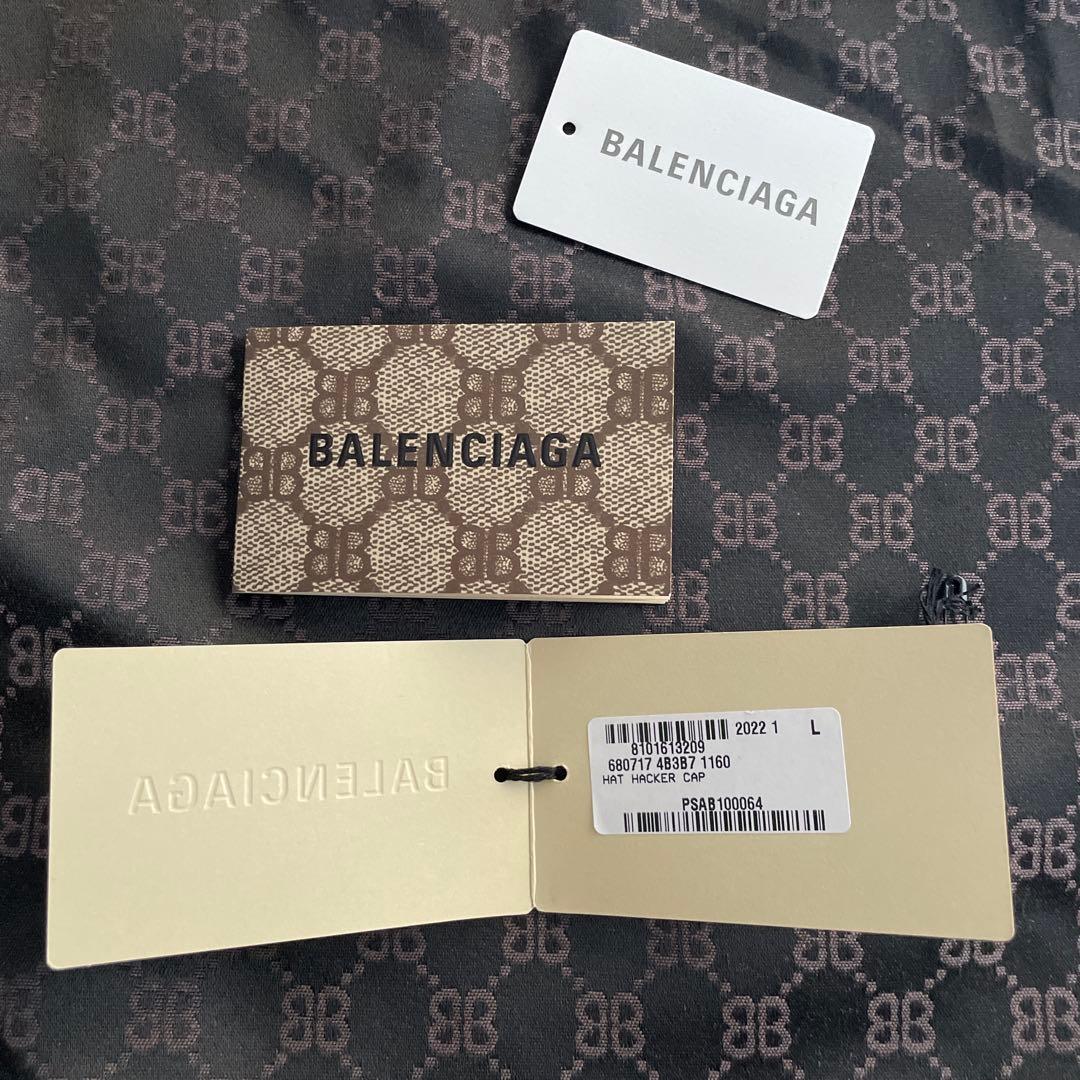 BALENCIAGA
BALENCIAGA
BALENCIAGA
2022 1 L
8101613209
680717 4B3B7 1160
HAT HACKER CAP
PSAB100064